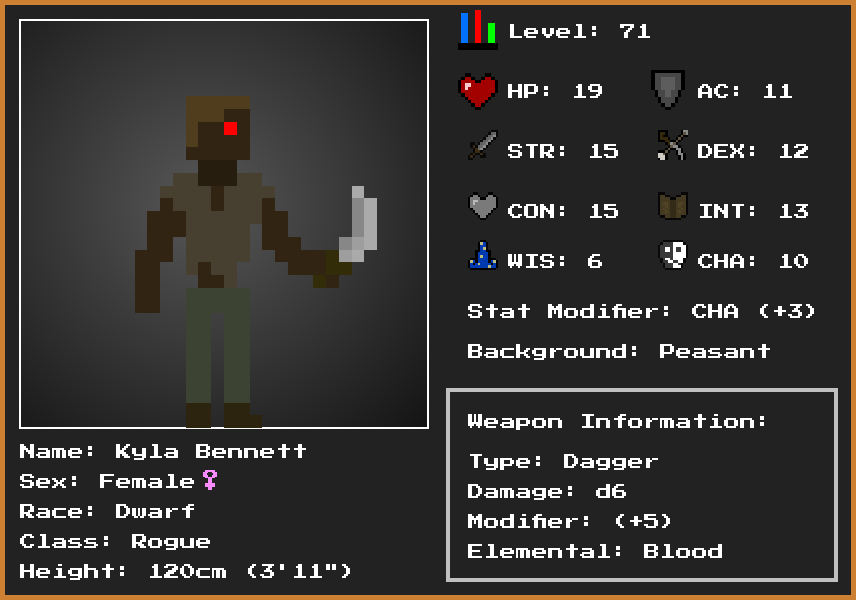 Level: 71
HP: 19
AC: 11
STR: 15
DEX: 12
CON: 15
INT: 13
WIS: 6
CHA: 10
Stat Modifier: CHA (+3)
Background: Peasant
Weapon Information:
Type: Dagger
Damage: d6
Modifier: (+5)
Elemental: Blood
Name: Kyla Bennett
Sex: Female♀
Race: Dwarf
Class: Rogue
Height: 120cm (3'11")